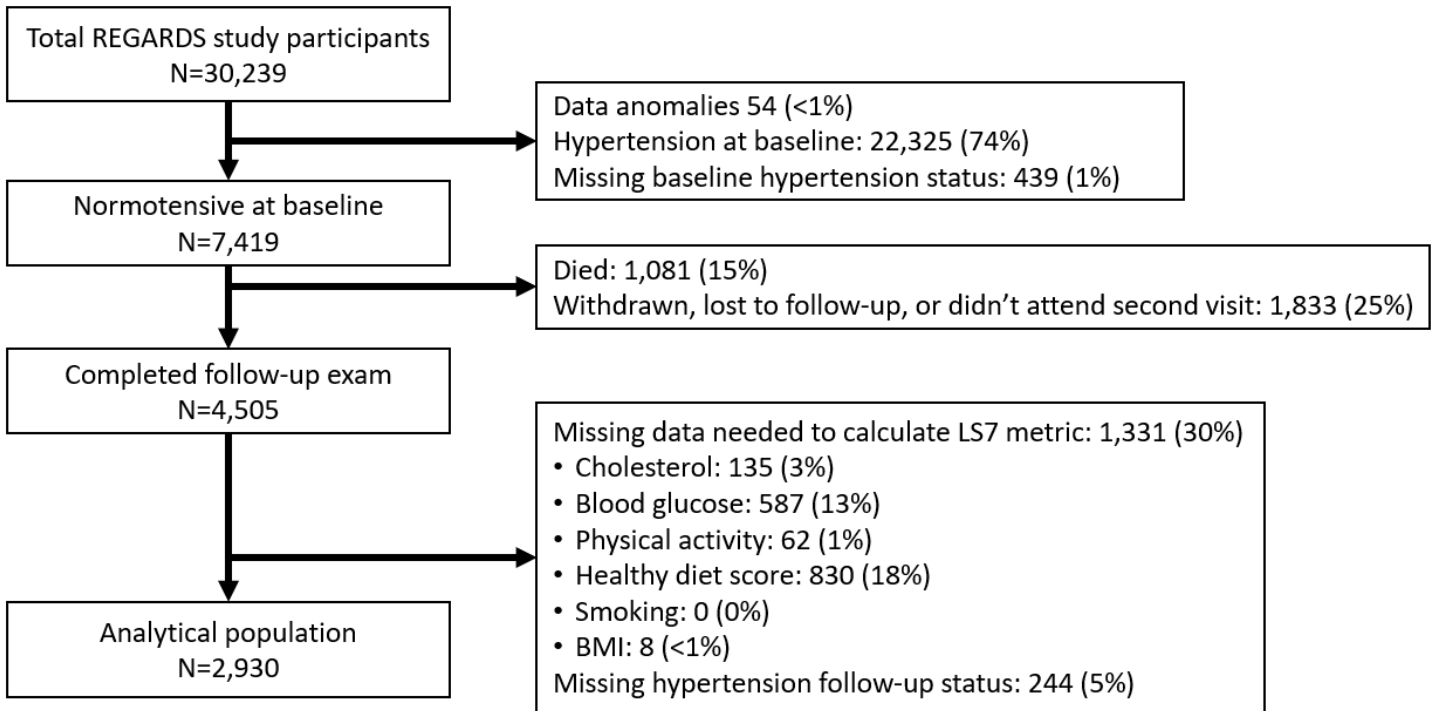 Total REGARDS study participants
N=30,239
Data anomalies 54 (<1%)
Hypertension at baseline: 22,325 (74%)
Missing baseline hypertension status: 439 (1%)
Normotensive at baseline
N=7,419
Died: 1,081 (15%)
Withdrawn, lost to follow-up, or didn’t attend second visit: 1,833 (25%)
Completed follow-up exam
N=4,505
Missing data needed to calculate LS7 metric: 1,331 (30%)
• Cholesterol: 135 (3%)
• Blood glucose: 587 (13%)
• Physical activity: 62 (1%)
• Healthy diet score: 830 (18%)
• Smoking: 0 (0%)
• BMI: 8 (<1%)
Missing hypertension follow-up status: 244 (5%)
Analytical population
N=2,930